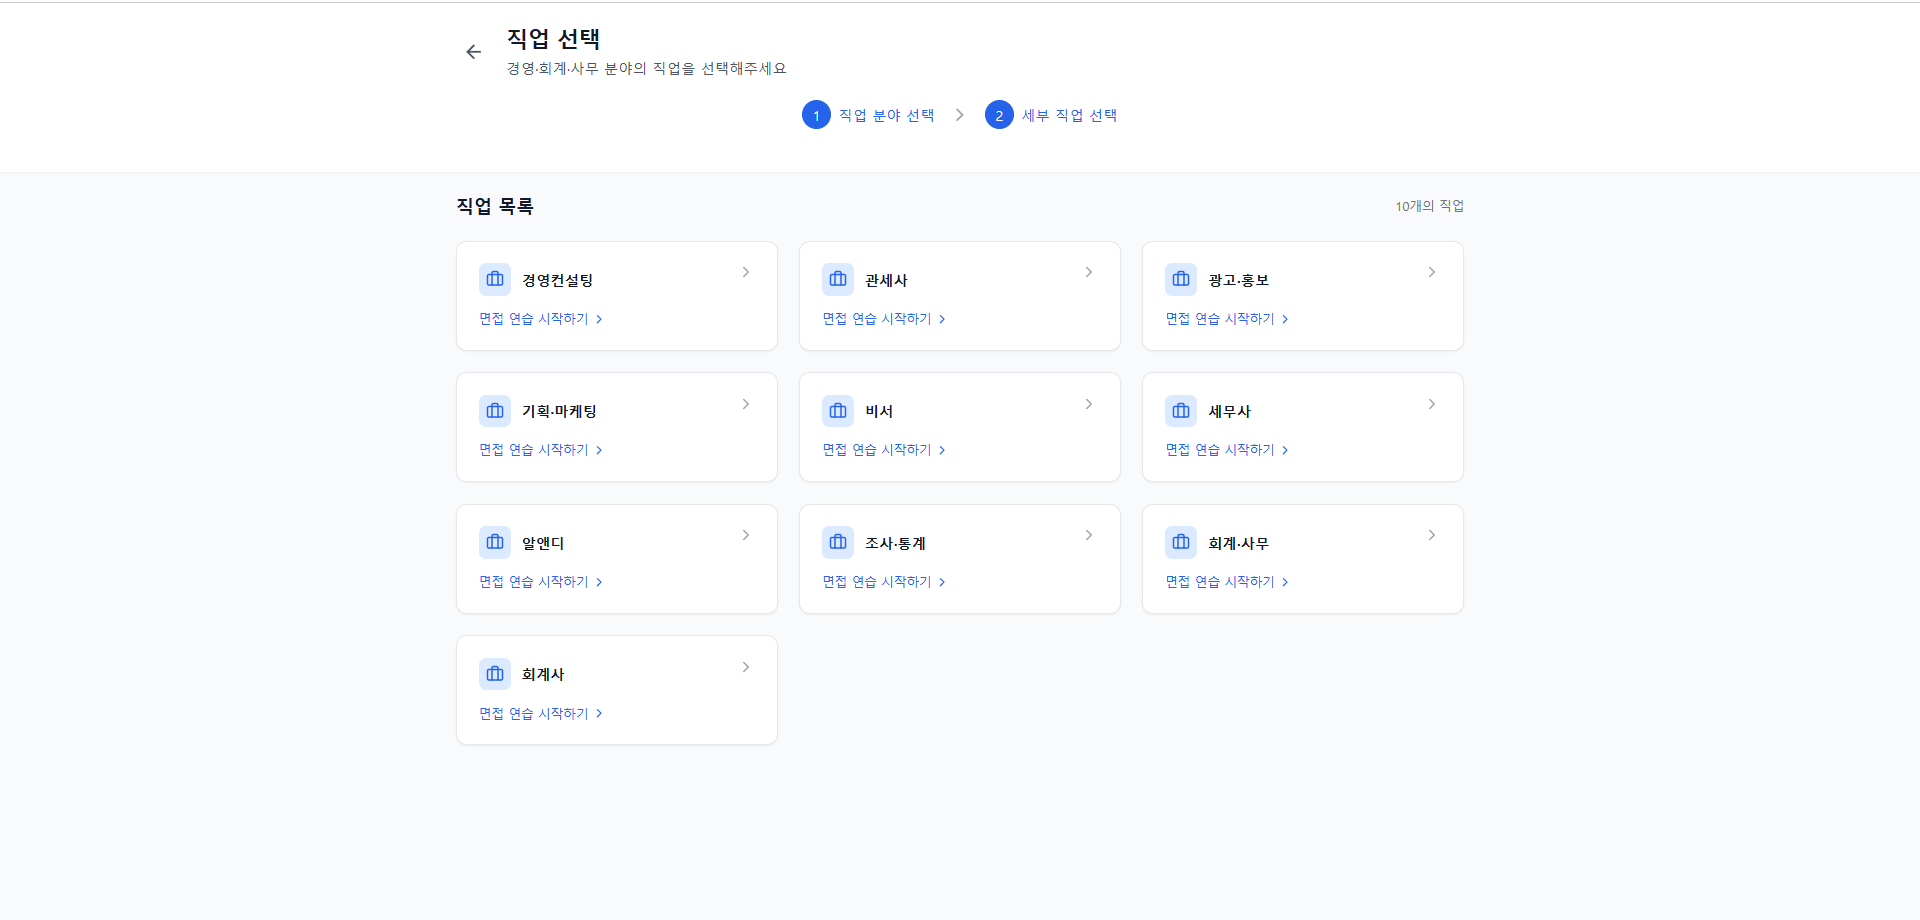 직업 선택
경영·회계·사무 분야의 직업을 선택해주세요
1 직업 분야 선택 2 세부 직업 선택
직업 목록
10개의 직업
경영컨설팅
면접 연습 시작하기
관세사
면접 연습 시작하기
광고·홍보
면접 연습 시작하기
기획·마케팅
면접 연습 시작하기
비서
면접 연습 시작하기
세무사
면접 연습 시작하기
알앤디
면접 연습 시작하기
조사·통계
면접 연습 시작하기
회계·사무
면접 연습 시작하기
회계사
면접 연습 시작하기